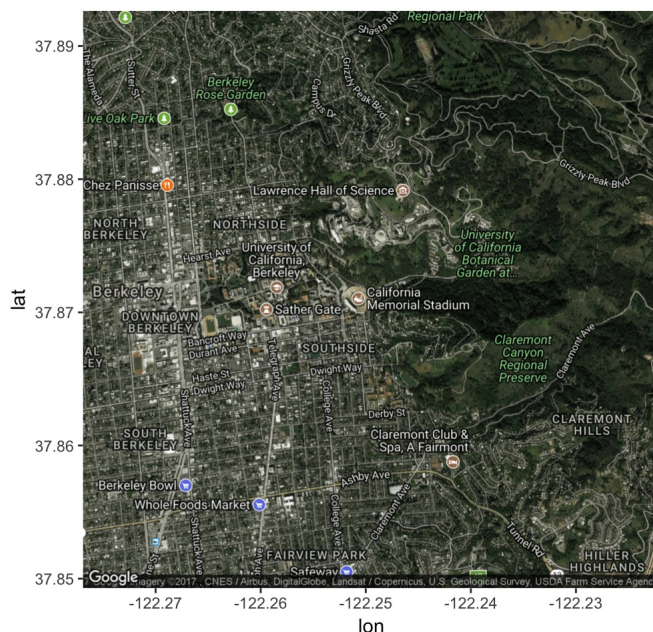 37.89
37.88
37.87
37.86
37.85
lat
-122.27
-122.26
-122.25
-122.24
-122.23
lon
Shasta Rd
Regional Park
The Alameda
Sutter St
Berkeley
Rose Garden
Campus Dr
Grizzly Peak Blvd
Live Oak Park
Grizzly Peak Blvd
Chez Panisse
Lawrence Hall of Science
NORTH
BERKELEY
NORTHSIDE
Hearst Ave
University of
California,
Berkeley
University
of California
Botanical
Garden at...
Berkeley
California
Memorial Stadium
Sather Gate
DOWNTOWN
BERKELEY
Bancroft Way
Durant Ave
SOUTHSIDE
Claremont
Canyon
Regional
Preserve
Claremont Ave
Telegraph Ave
Haste St
Dwight Way
Dwight Way
College Ave
Shattuck Ave
Derby St
CLAREMONT
HILLS
SOUTH
BERKELEY
Claremont Club &
Spa, A Fairmont
Berkeley Bowl
Ashby Ave
Whole Foods Market
Shattuck Ave
College Ave
Claremont Ave
Tunnel Rd
FAIRVIEW PARK
HILLER
HIGHLANDS
Safeway
Google
Imagery ©2017, CNES / Airbus, DigitalGlobe, Landsat / Copernicus, U.S. Geological Survey, USDA Farm Service Agenc